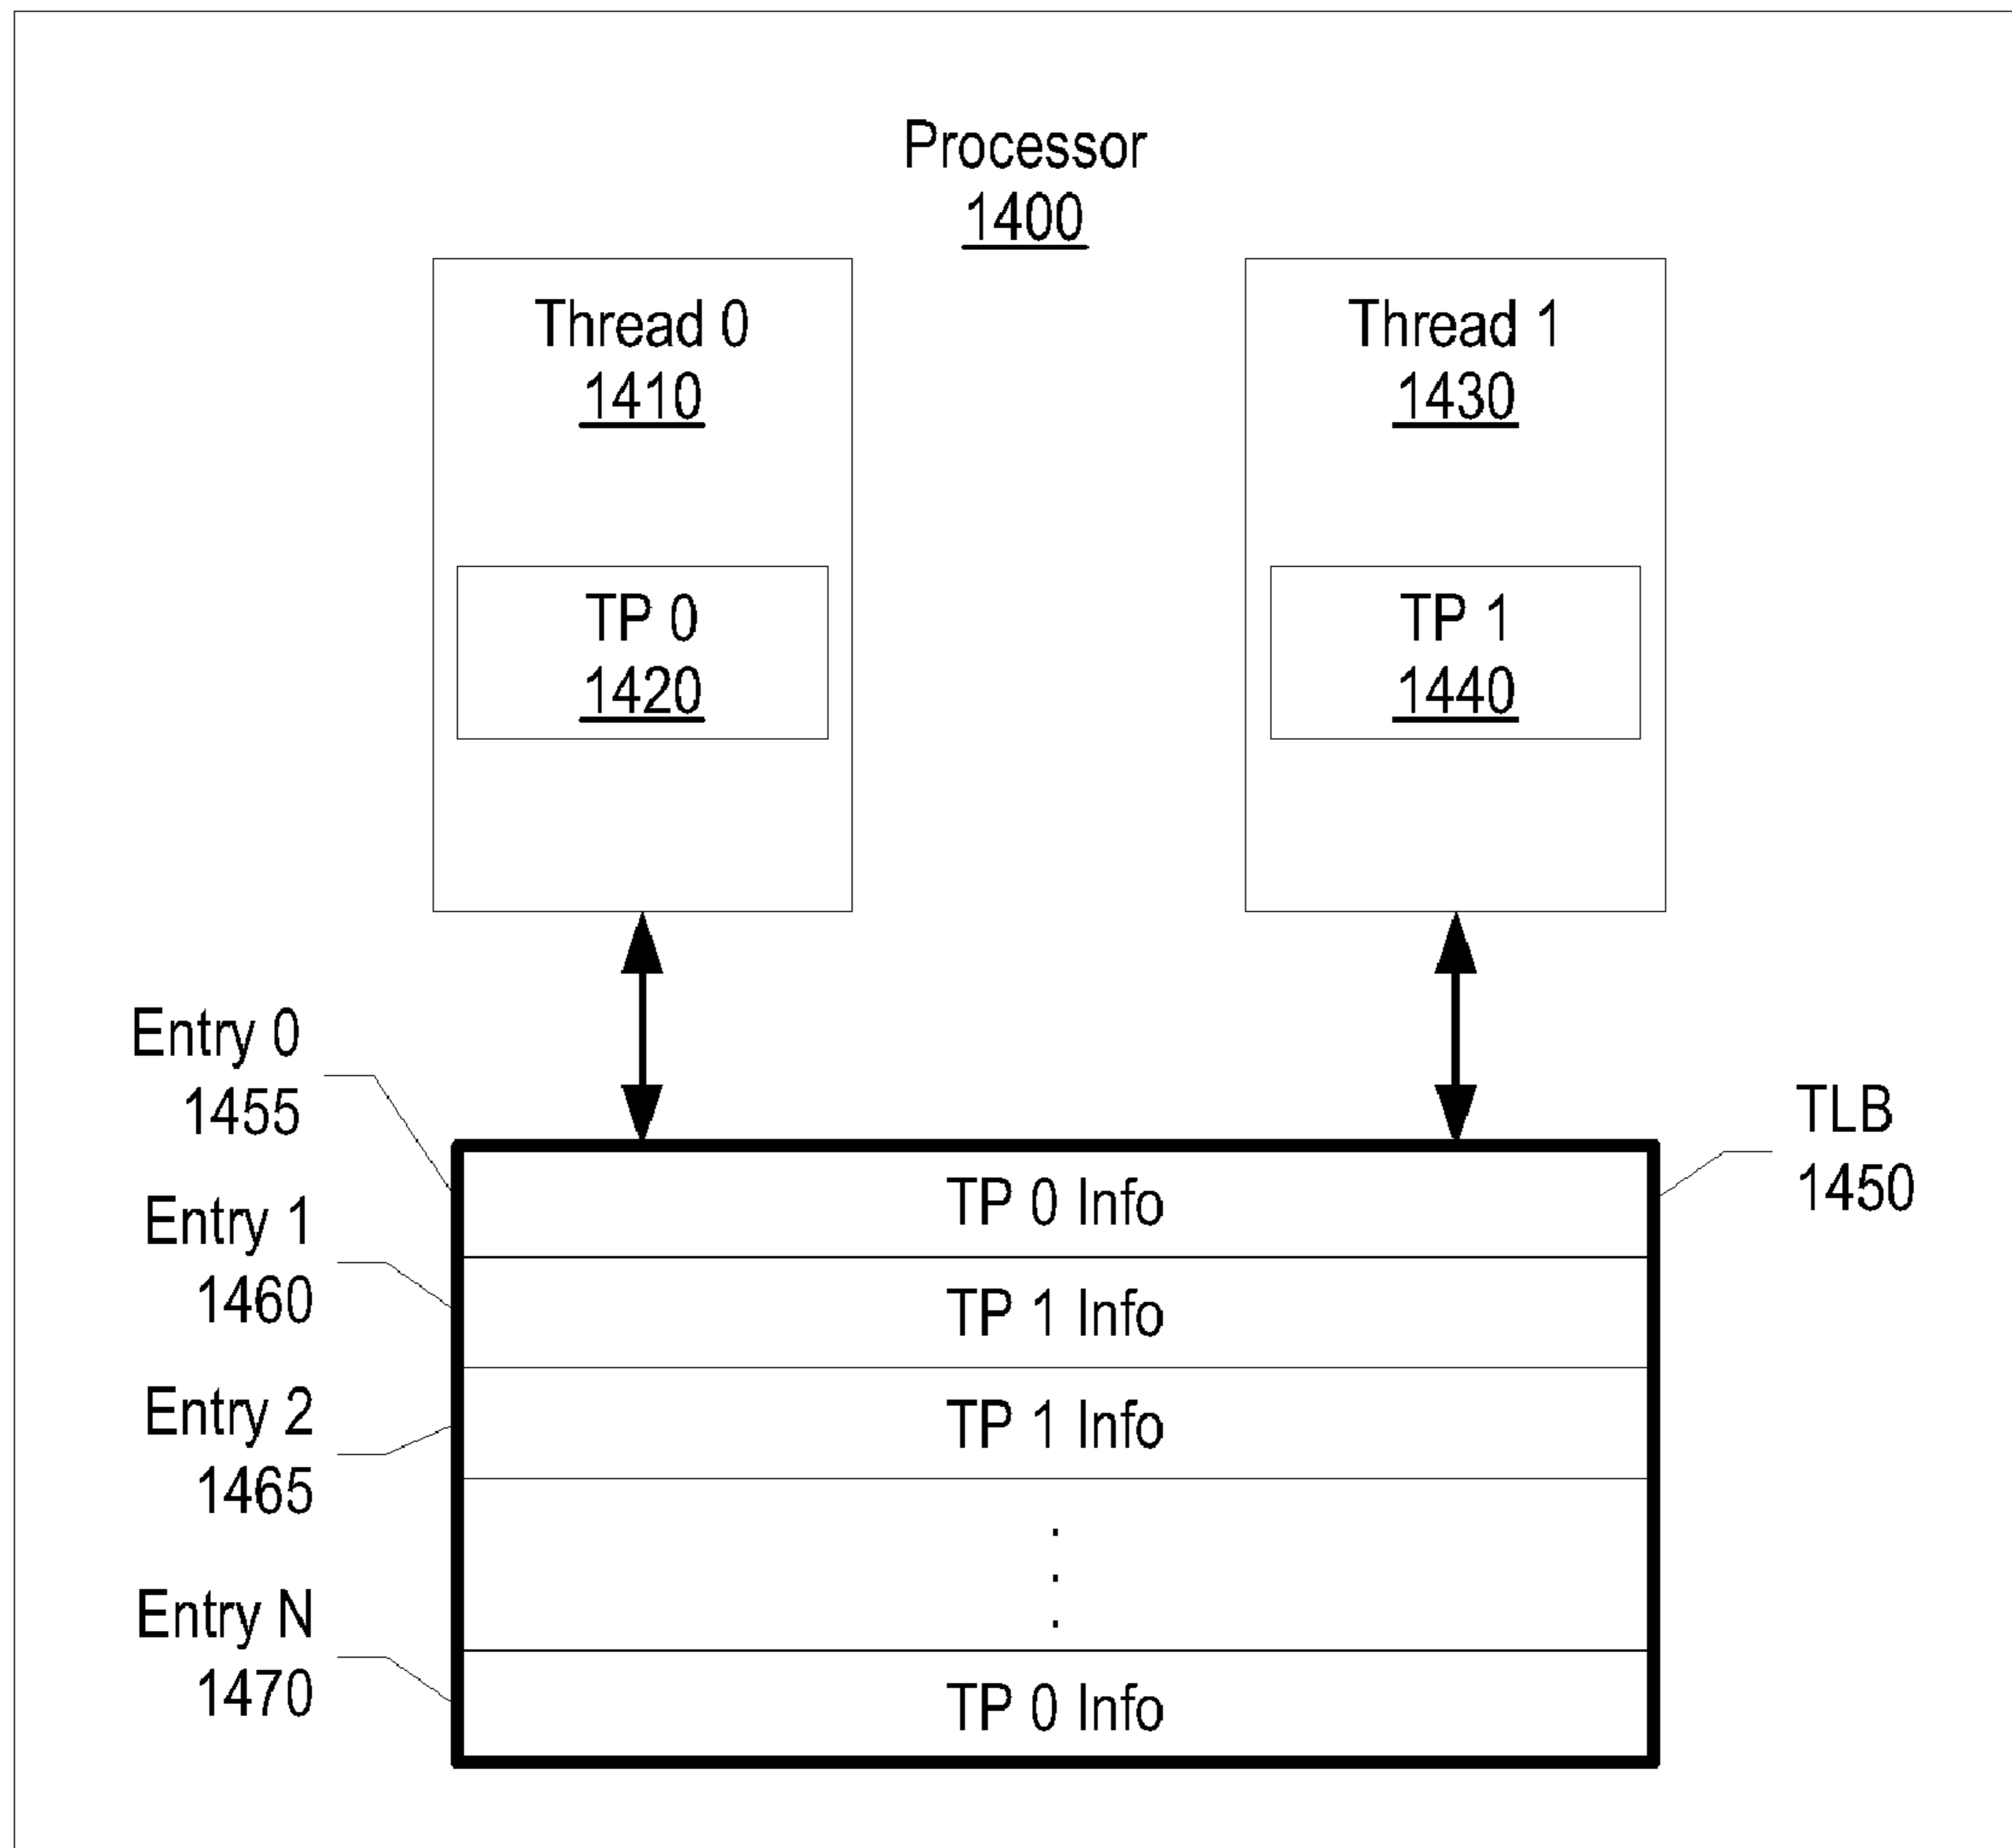 Processor
1400
Thread 0
1410
Thread 1
1430
TP 0
1420
TP 1
1440
Entry 0
1455
Entry 1
1460
Entry 2
1465
Entry N
1470
TLB
1450
TP 0 Info
TP 1 Info
TP 1 Info
TP 0 Info